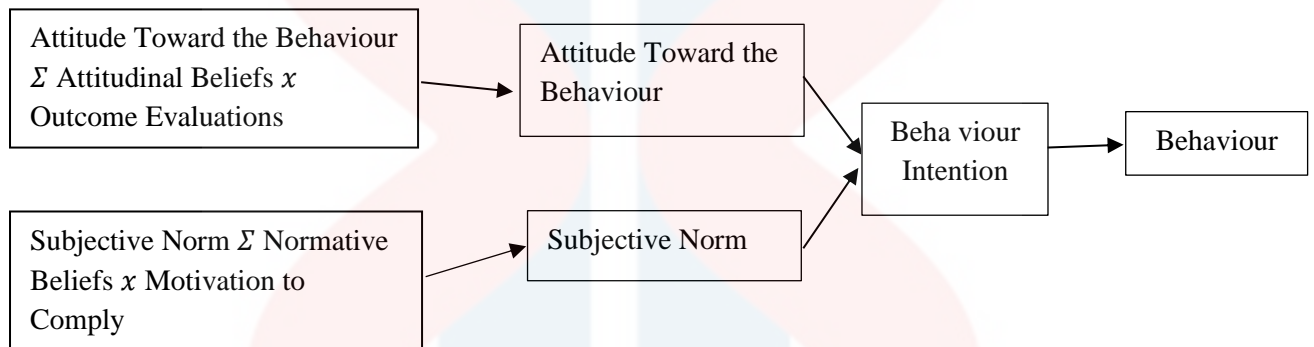 Attitude Toward the Behaviour
Σ Attitudinal Beliefs x
Outcome Evaluations
Attitude Toward the
Behaviour
Beha viour
Intention
Behaviour
Subjective Norm Σ Normative
Beliefs x Motivation to
Comply
Subjective Norm